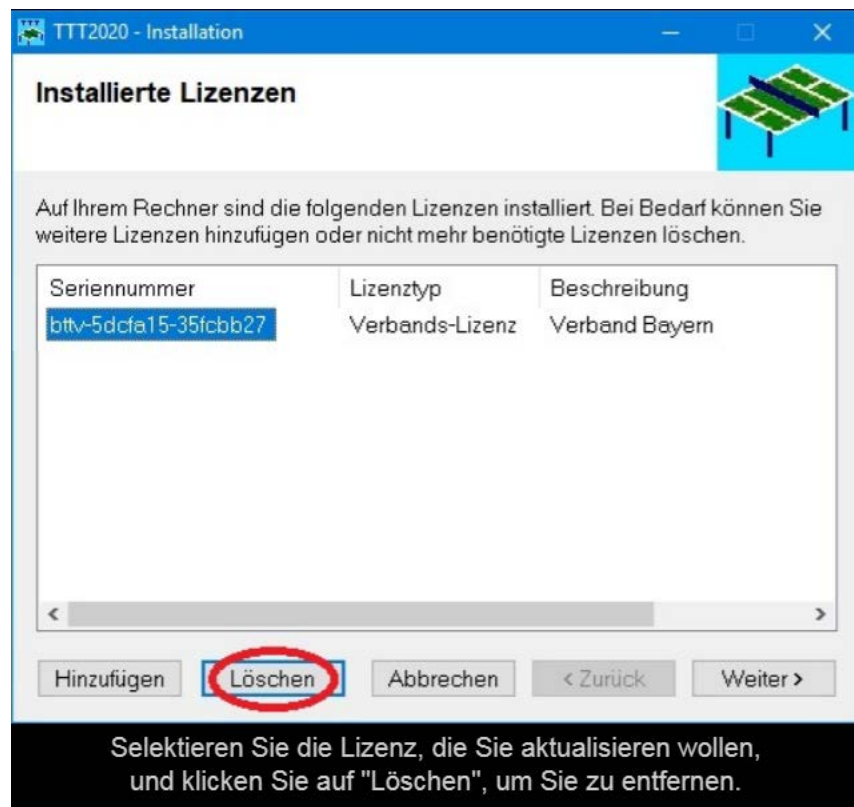 TTT2020 - Installation
Installierte Lizenzen
Auf Ihrem Rechner sind die folgenden Lizenzen installiert. Bei Bedarf können Sie
weitere Lizenzen hinzufügen oder nicht mehr benötigte Lizenzen löschen.
Seriennummer Lizenztyp Beschreibung
bttv-5dcfa15-35fcbb27 Verbands-Lizenz Verband Bayern
Hinzufügen Löschen Abbrechen < Zurück Weiter >
Selektieren Sie die Lizenz, die Sie aktualisieren wollen,
und klicken Sie auf "Löschen", um Sie zu entfernen.